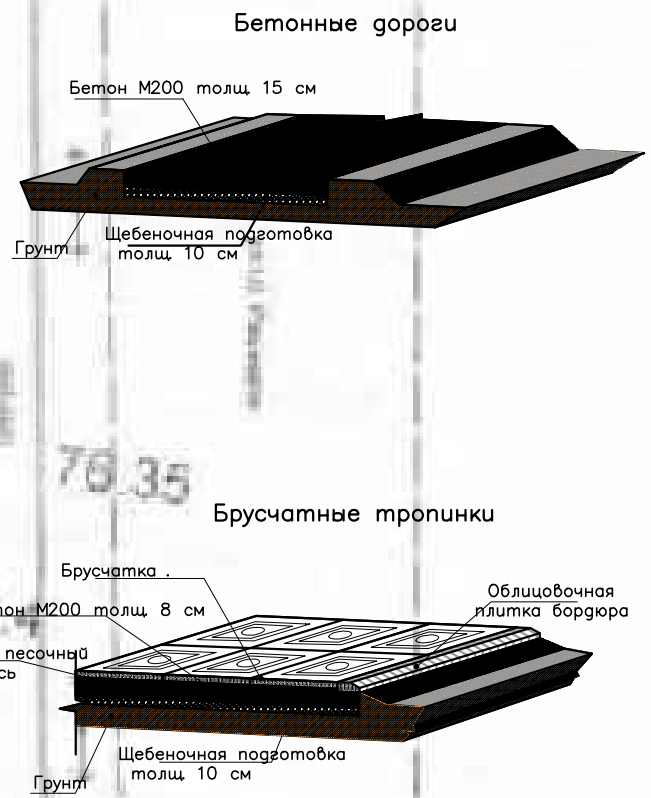 Бетонные дороги
Бетон М200 толщ. 15 см
Щебеночная подготовка
толщ. 10 см
Грунт
76.35
Брусчатные тропинки
Брусчатка .
Облицовочная
плитка бордюра
тон М200 толщ. 8 см
песочный
сь
Щебеночная подготовка
толщ. 10 см
Грунт